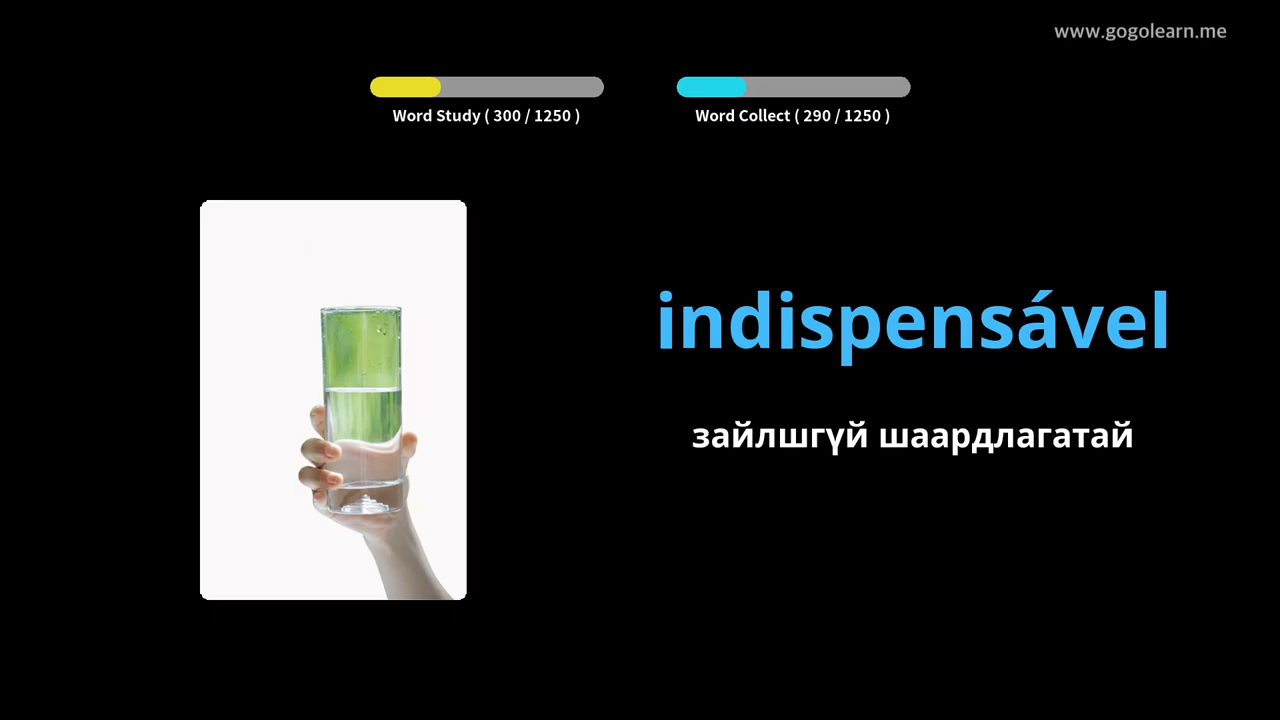 www.gogolearn.me
Word Study ( 300 / 1250 )
Word Collect ( 290 / 1250 )
indispensável
зайлшгүй шаардлагатай